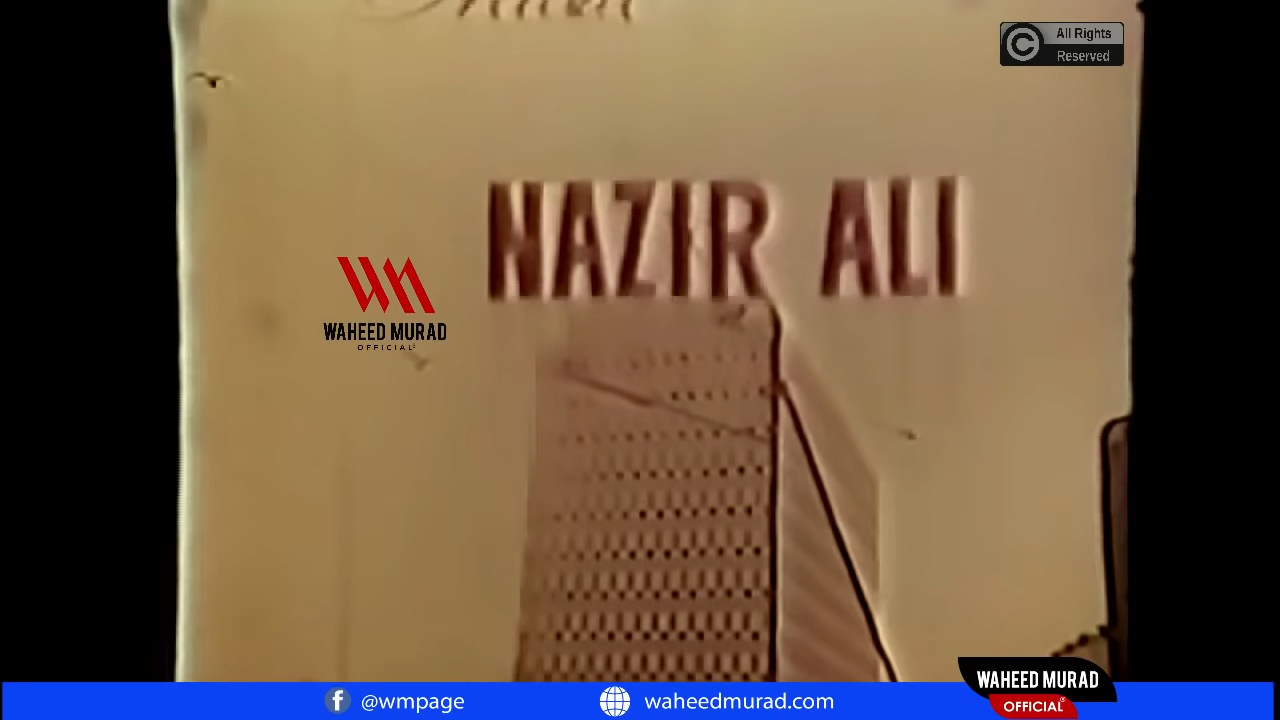 All Rights
Reserved
NAZIR ALI
WAHEED MURAD
OFFICIAL
@wmpage
waheedmurad.com
WAHEED MURAD
OFFICIAL